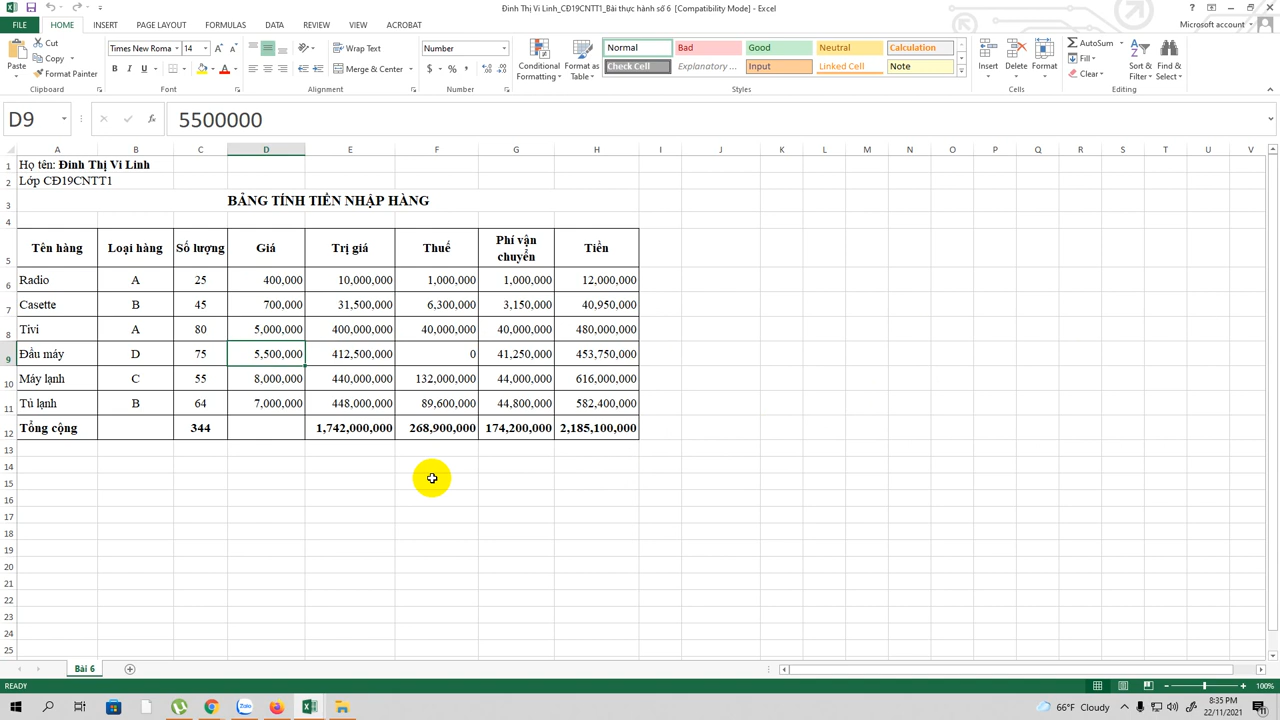 Đinh Thị Vi Linh_CĐ19CNTT1_Bài thực hành số 6 [Compatibility Mode] - Excel
FILE HOME INSERT PAGE LAYOUT FORMULAS DATA REVIEW VIEW ACROBAT Microsoft account
Paste Cut Copy Format Painter
Clipboard
Times New Roma 14
B I U
Font
Wrap Text
Merge & Center
Alignment
Number
$ % ,
Number
Conditional Formatting
Format as Table
Normal Bad Good Neutral Calculation
Check Cell Explanatory ... Input Linked Cell Note
Styles
Insert Delete Format
Cells
AutoSum
Fill
Clear
Sort & Filter
Find & Select
Editing
D9 fx 5500000
A B C D E F G H I J K L M N O P Q R S T U V
1 Họ tên: Đinh Thị Vi Linh
2 Lớp CĐ19CNTT1
3 BẢNG TÍNH TIỀN NHẬP HÀNG
4
5 Tên hàng Loại hàng Số lượng Giá Trị giá Thuế Phí vận chuyển Tiền
6 Radio A 25 400,000 10,000,000 1,000,000 1,000,000 12,000,000
7 Casette B 45 700,000 31,500,000 6,300,000 3,150,000 40,950,000
8 Tivi A 80 5,000,000 400,000,000 40,000,000 40,000,000 480,000,000
9 Đầu máy D 75 5,500,000 412,500,000 0 41,250,000 453,750,000
10 Máy lạnh C 55 8,000,000 440,000,000 132,000,000 44,000,000 616,000,000
11 Tủ lạnh B 64 7,000,000 448,000,000 89,600,000 44,800,000 582,400,000
12 Tổng cộng 344 1,742,000,000 268,900,000 174,200,000 2,185,100,000
13
14
15
16
17
18
19
20
21
22
23
24
25
Bài 6
READY 100%
Zalo 66°F Cloudy 8:35 PM
22/11/2021